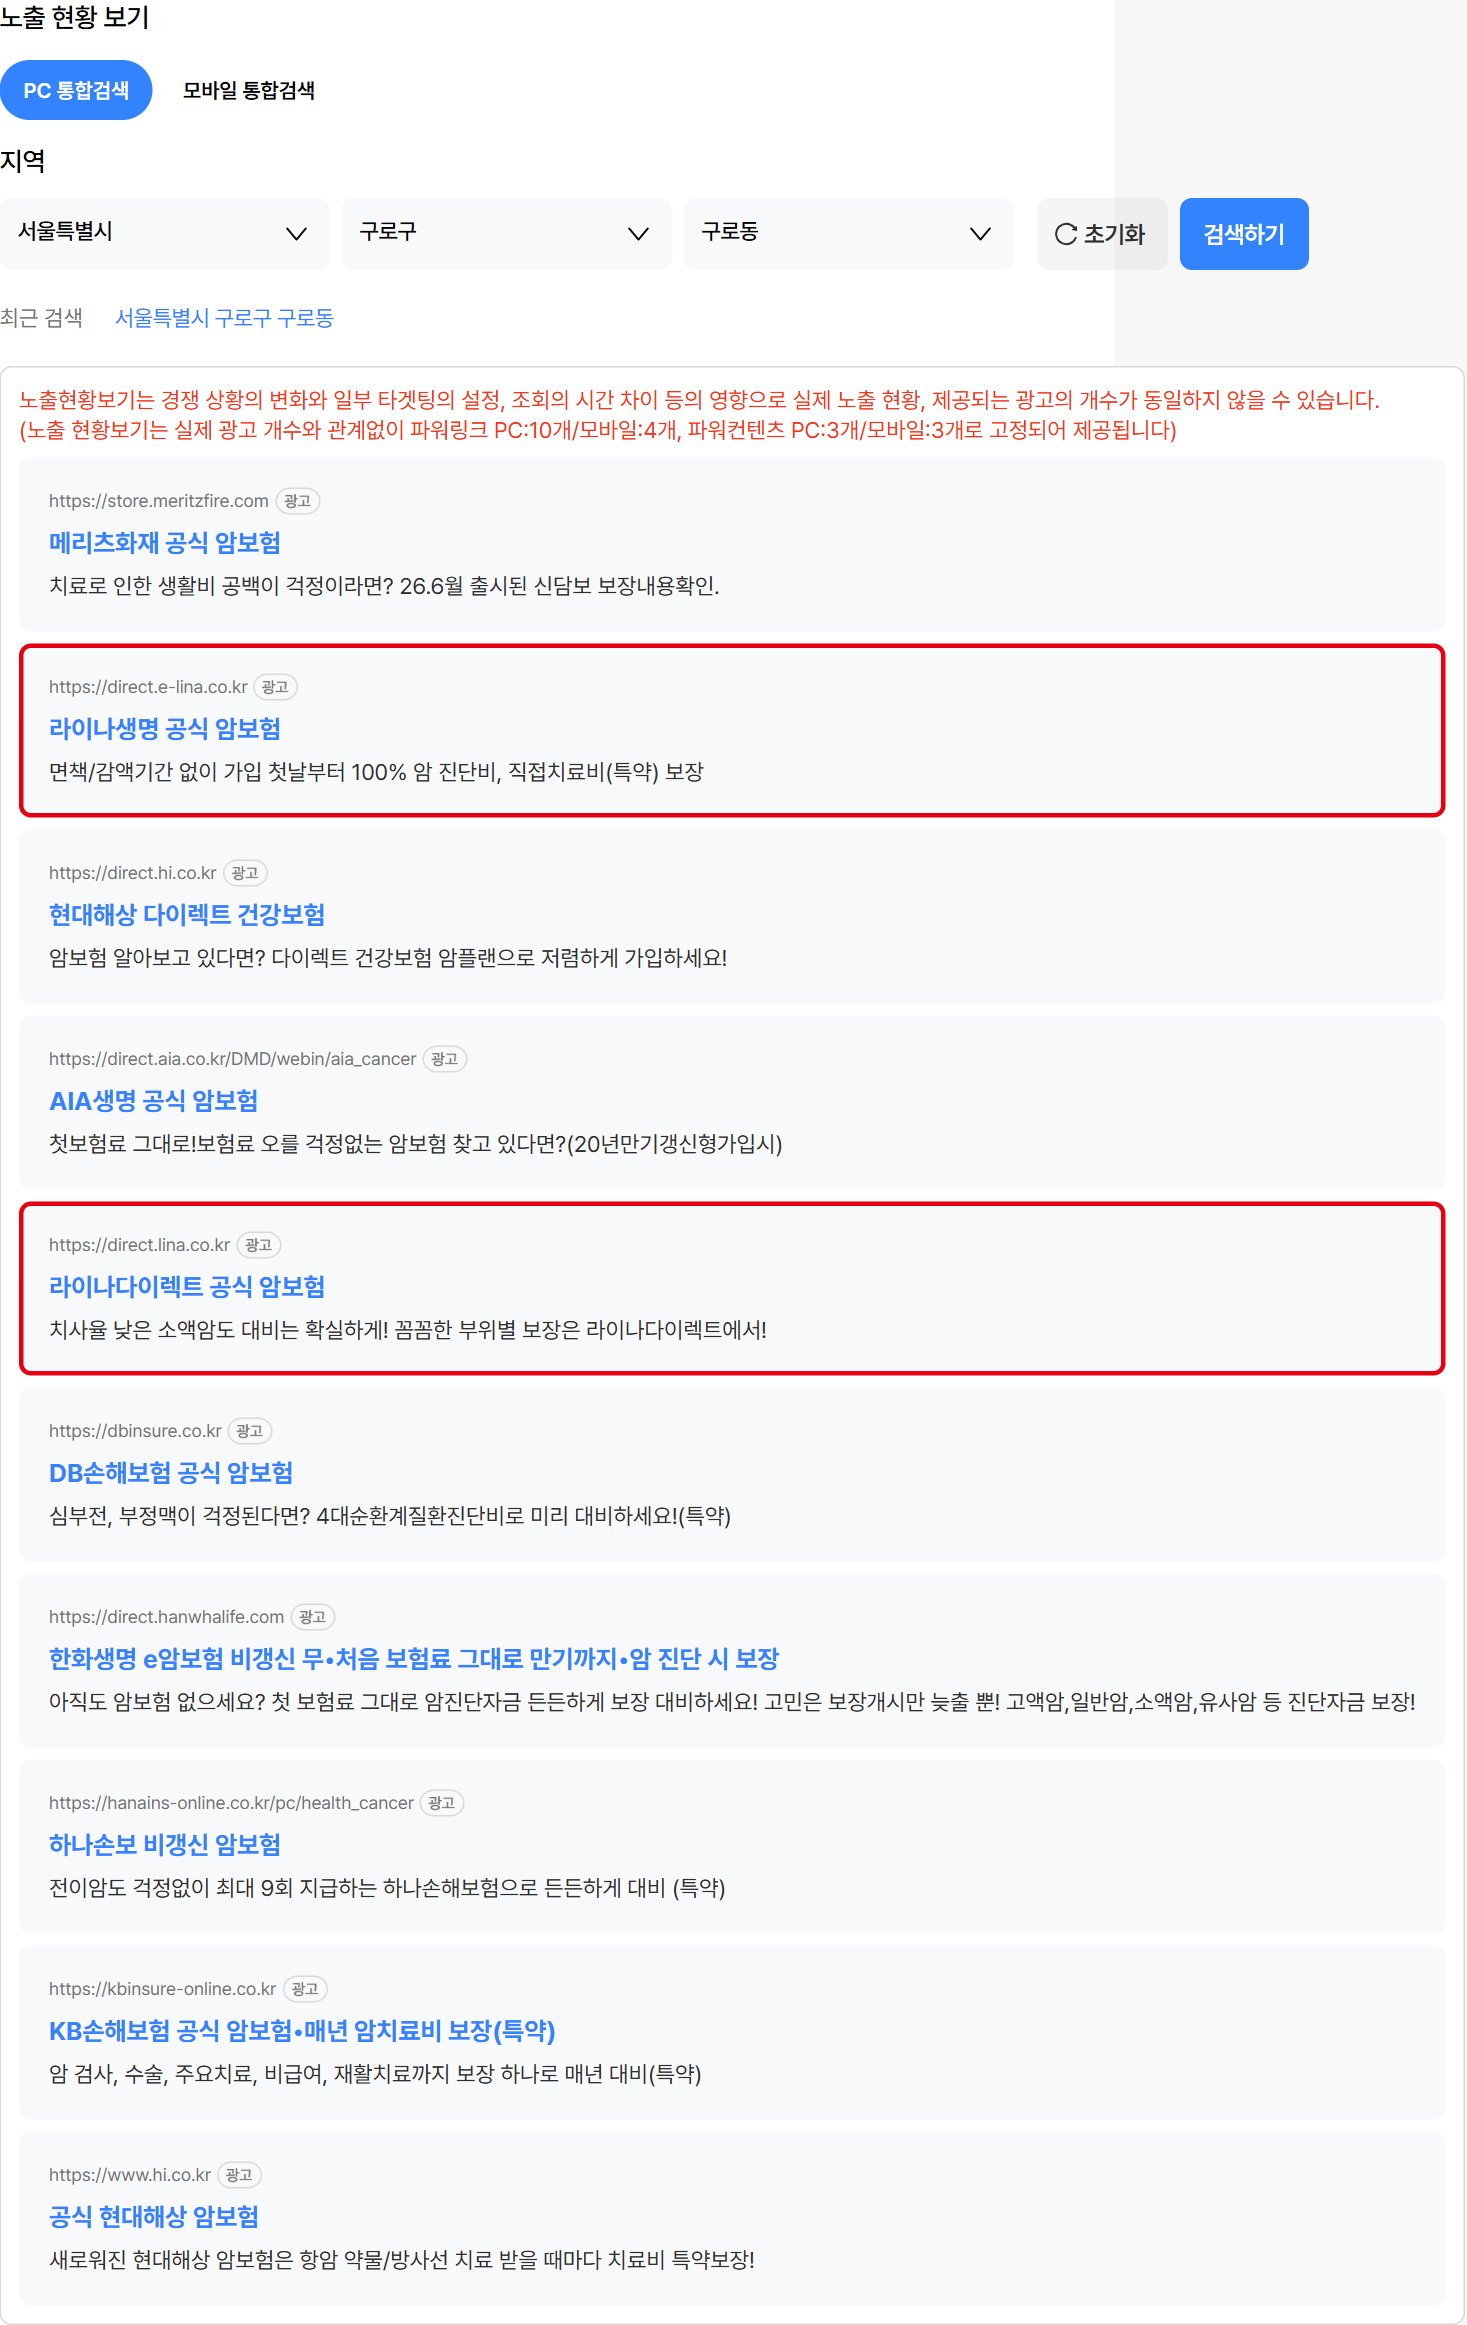 노출 현황 보기
PC 통합검색 모바일 통합검색
지역
서울특별시 구로구 구로동 초기화 검색하기
최근 검색 서울특별시 구로구 구로동
노출현황보기는 경쟁 상황의 변화와 일부 타겟팅의 설정, 조회의 시간 차이 등의 영향으로 실제 노출 현황, 제공되는 광고의 개수가 동일하지 않을 수 있습니다.
(노출 현황보기는 실제 광고 개수와 관계없이 파워링크 PC:10개/모바일:4개, 파워컨텐츠 PC:3개/모바일:3개로 고정되어 제공됩니다)
https://store.meritzfire.com 광고
메리츠화재 공식 암보험
치료로 인한 생활비 공백이 걱정이라면? 26.6월 출시된 신담보 보장내용확인.
https://direct.e-lina.co.kr 광고
라이나생명 공식 암보험
면책/감액기간 없이 가입 첫날부터 100% 암 진단비, 직접치료비(특약) 보장
https://direct.hi.co.kr 광고
현대해상 다이렉트 건강보험
암보험 알아보고 있다면? 다이렉트 건강보험 암플랜으로 저렴하게 가입하세요!
https://direct.aia.co.kr/DMD/webin/aia_cancer 광고
AIA생명 공식 암보험
첫보험료 그대로!보험료 오를 걱정없는 암보험 찾고 있다면?(20년만기갱신형가입시)
https://direct.lina.co.kr 광고
라이나다이렉트 공식 암보험
치사율 낮은 소액암도 대비는 확실하게! 꼼꼼한 부위별 보장은 라이나다이렉트에서!
https://dbinsure.co.kr 광고
DB손해보험 공식 암보험
심부전, 부정맥이 걱정된다면? 4대순환계질환진단비로 미리 대비하세요!(특약)
https://direct.hanwhalife.com 광고
한화생명 e암보험 비갱신 무•처음 보험료 그대로 만기까지•암 진단 시 보장
아직도 암보험 없으세요? 첫 보험료 그대로 암진단자금 든든하게 보장 대비하세요! 고민은 보장개시만 늦출 뿐! 고액암,일반암,소액암,유사암 등 진단자금 보장!
https://hanains-online.co.kr/pc/health_cancer 광고
하나손보 비갱신 암보험
전이암도 걱정없이 최대 9회 지급하는 하나손해보험으로 든든하게 대비 (특약)
https://kbinsure-online.co.kr 광고
KB손해보험 공식 암보험•매년 암치료비 보장(특약)
암 검사, 수술, 주요치료, 비급여, 재활치료까지 보장 하나로 매년 대비(특약)
https://www.hi.co.kr 광고
공식 현대해상 암보험
새로워진 현대해상 암보험은 항암 약물/방사선 치료 받을 때마다 치료비 특약보장!